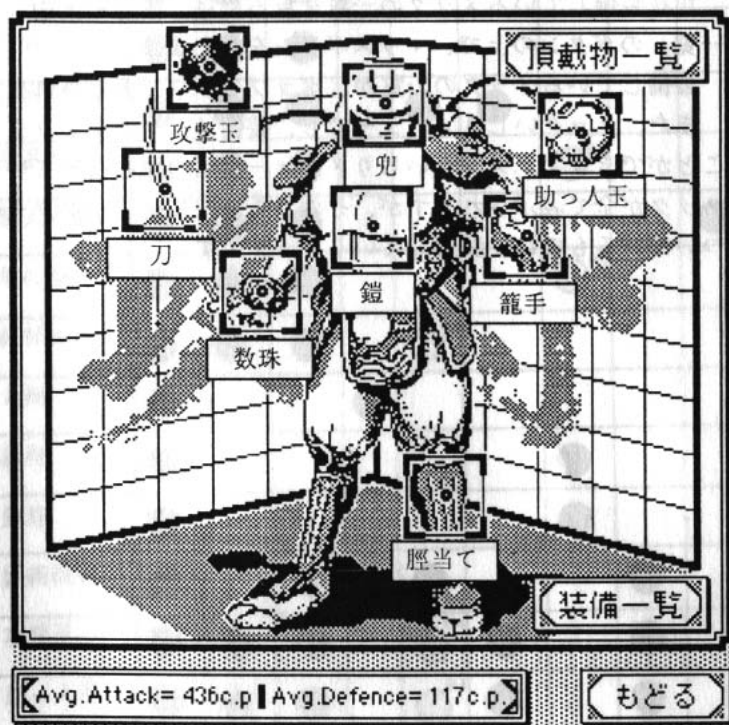 頂戴物一覧
攻撃玉
兜
助っ人玉
刀
鎧
籠手
数珠
脛当て
装備一覧
Avg.Attack= 436c.p Avg.Defence= 117c.p.
もどる